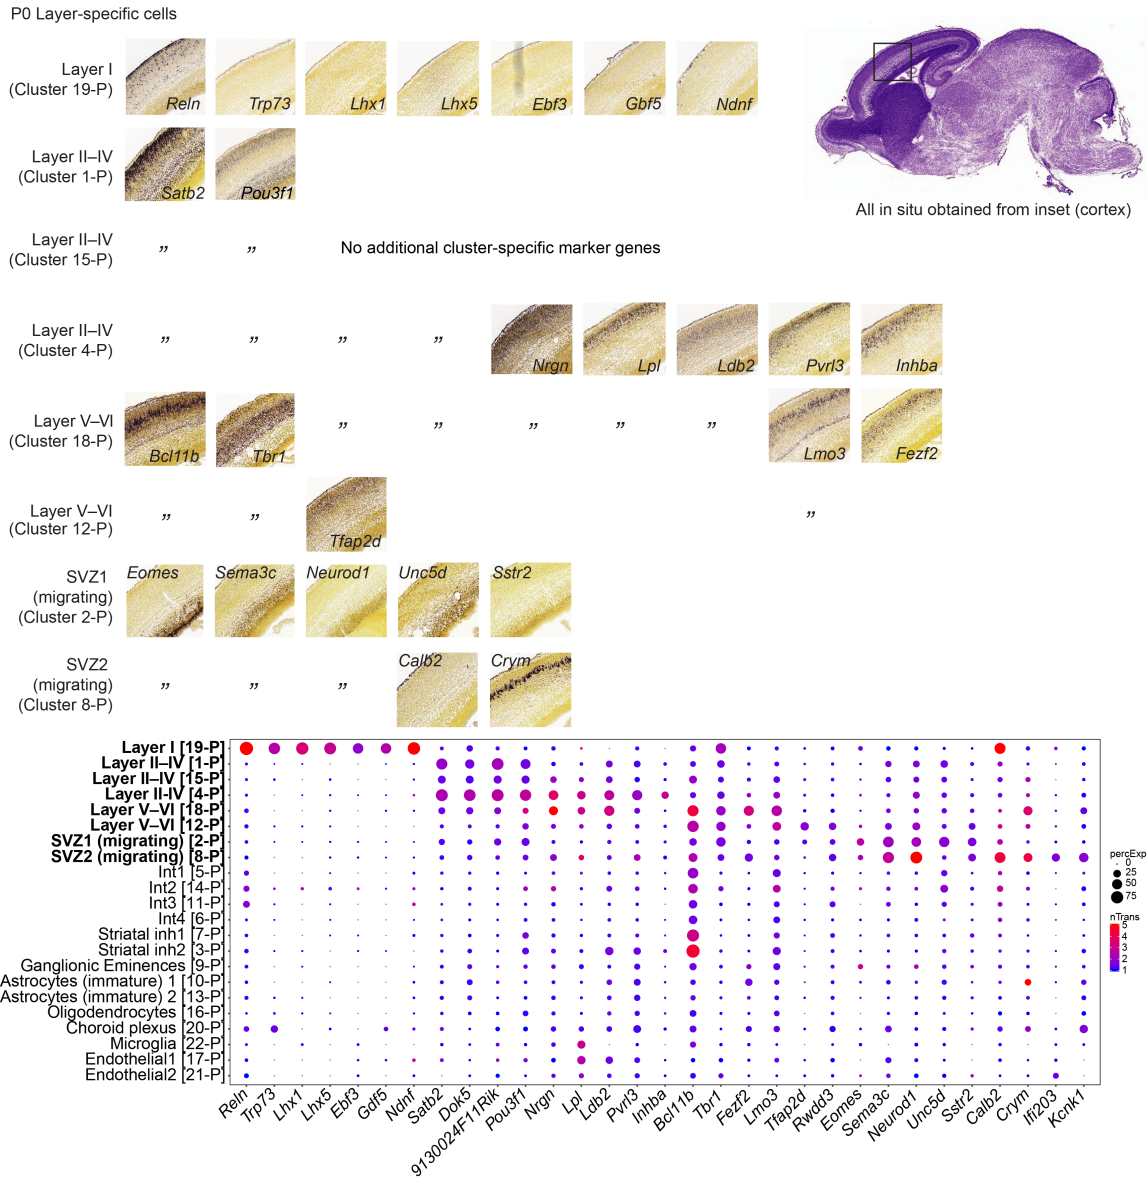 P0 Layer-specific cells
Layer I
(Cluster 19-P)
Reln
Trp73
Lhx1
Lhx5
Ebf3
Gbf5
Ndnf
All in situ obtained from inset (cortex)
Layer II–IV
(Cluster 1-P)
Satb2
Pou3f1
Layer II–IV
(Cluster 15-P)
” ” No additional cluster-specific marker genes
Layer II–IV
(Cluster 4-P)
” ” ” ”
Nrgn
Lpl
Ldb2
Pvrl3
Inhba
Layer V–VI
(Cluster 18-P)
Bcl11b
Tbr1
” ” ” ” ”
Lmo3
Fezf2
Layer V–VI
(Cluster 12-P)
” ”
Tfap2d
”
SVZ1
(migrating)
(Cluster 2-P)
Eomes
Sema3c
Neurod1
Unc5d
Sstr2
SVZ2
(migrating)
(Cluster 8-P)
” ” ”
Calb2
Crym
Layer I [19-P]
Layer II–IV [1-P]
Layer II–IV [15-P]
Layer II-IV [4-P]
Layer V–VI [18-P]
Layer V–VI [12-P]
SVZ1 (migrating) [2-P]
SVZ2 (migrating) [8-P]
Int1 [5-P]
Int2 [14-P]
Int3 [11-P]
Int4 [6-P]
Striatal inh1 [7-P]
Striatal inh2 [3-P]
Ganglionic Eminences [9-P]
Astrocytes (immature) 1 [10-P]
Astrocytes (immature) 2 [13-P]
Oligodendrocytes [16-P]
Choroid plexus [20-P]
Microglia [22-P]
Endothelial1 [17-P]
Endothelial2 [21-P]
Reln
Trp73
Lhx1
Lhx5
Ebf3
Gdf5
Ndnf
Satb2
Dok5
9130024F11Rik
Pou3f1
Nrgn
Lpl
Ldb2
Pvrl3
Inhba
Bcl11b
Tbr1
Fezf2
Lmo3
Tfap2d
Rwdd3
Eomes
Sema3c
Neurod1
Unc5d
Sstr2
Calb2
Crym
Ifi203
Kcnk1
percExp
0
25
50
75
nTrans
5
4
3
2
1